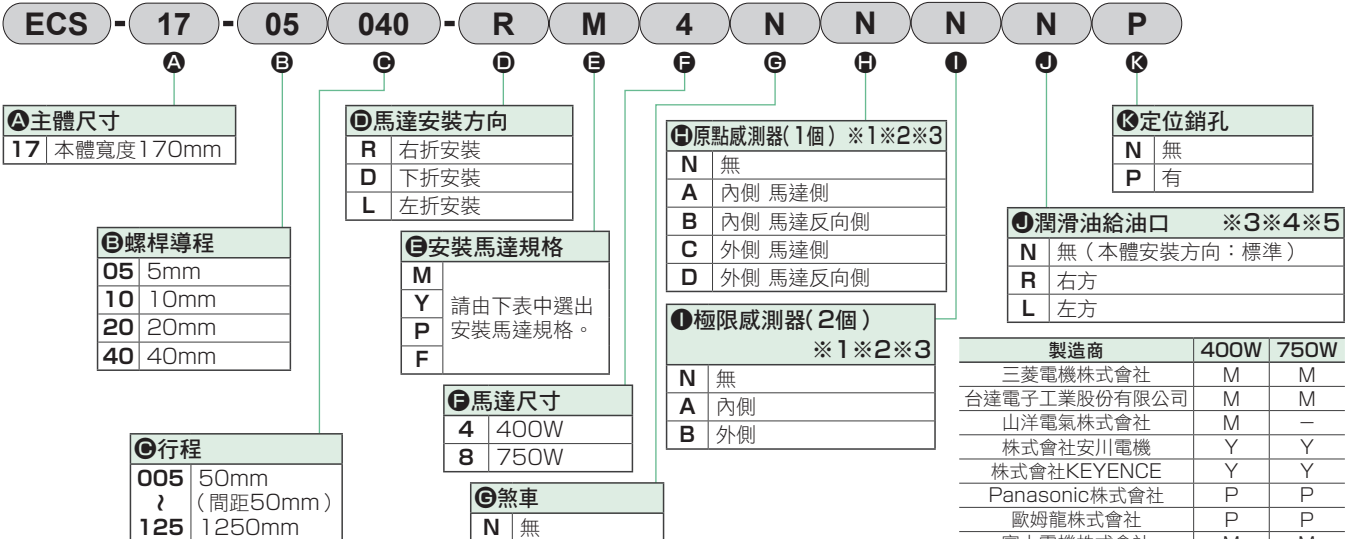 ECS - 17 - 05 040 - R M 4 N N N N P
A B C D E F G H I J K
A主體尺寸
17 本體寬度170mm
B螺桿導程
05 5mm
10 10mm
20 20mm
40 40mm
C行程
005 50mm
~ (間距50mm)
125 1250mm
D馬達安裝方向
R 右折安裝
D 下折安裝
L 左折安裝
E安裝馬達規格
M
Y
P
F
請由下表中選出
安裝馬達規格。
F馬達尺寸
4 400W
8 750W
G煞車
N 無
H原點感測器(1個) ※1※2※3
N 無
A 內側 馬達側
B 內側 馬達反向側
C 外側 馬達側
D 外側 馬達反向側
I極限感測器(2個)
※1※2※3
N 無
A 內側
B 外側
J潤滑油給油口 ※3※4※5
N 無(本體安裝方向:標準)
R 右方
L 左方
K定位銷孔
N 無
P 有
製造商 400W 750W
三菱電機株式會社 M M
台達電子工業股份有限公司 M M
山洋電氣株式會社 M －
株式會社安川電機 Y Y
株式會社KEYENCE Y Y
Panasonic株式會社 P P
歐姆龍株式會社 P P